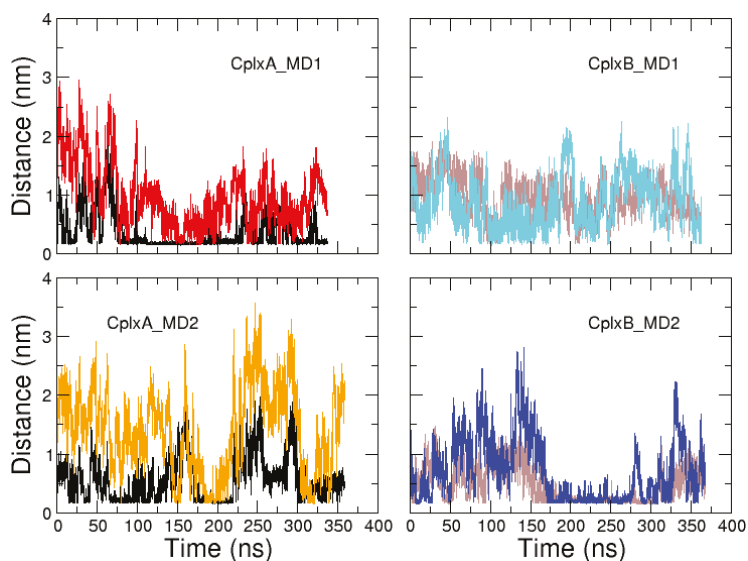 4
3
2
1
0
Distance (nm)
CplxA_MD1
CplxB_MD1
4
3
2
1
0
Distance (nm)
CplxA_MD2
CplxB_MD2
0 50 100 150 200 250 300 350 400
0 50 100 150 200 250 300 350 400
Time (ns)
Time (ns)